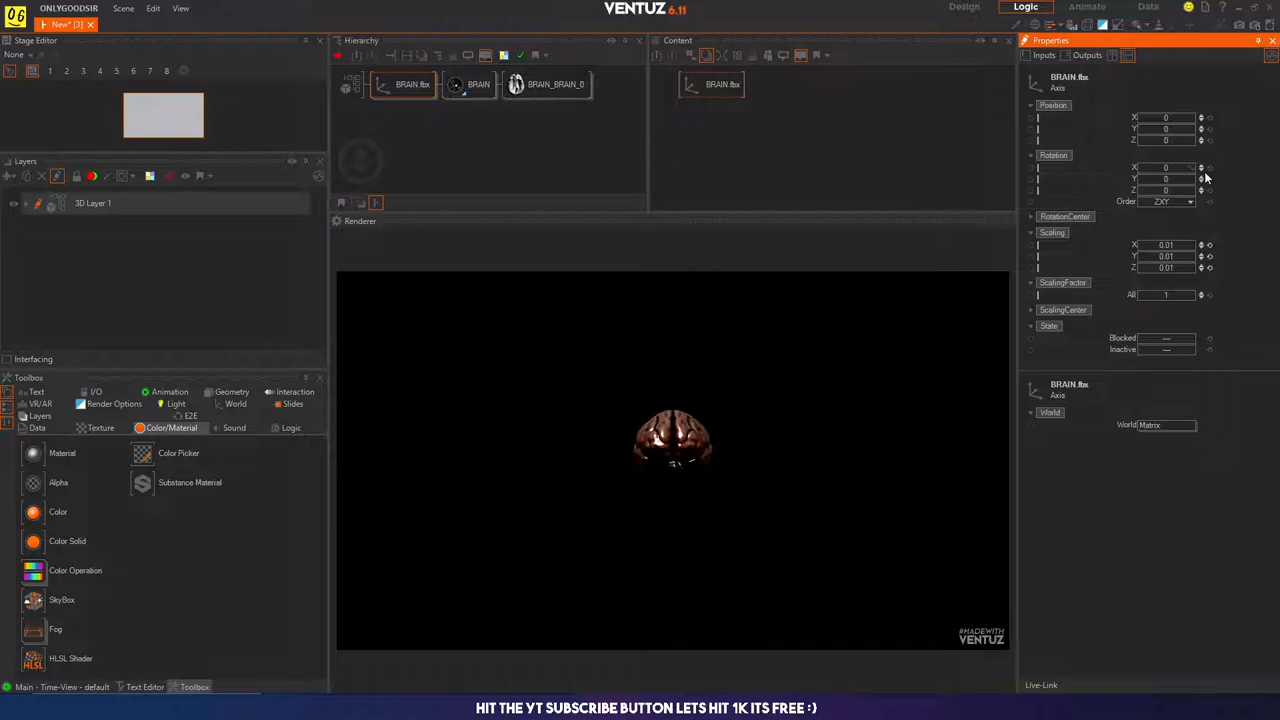 06
ONLYGOODSIR
Scene
Edit
View
VENTUZ 6.11
Design
Logic
Animate
Data
New* [3]
Stage Editor
None
1 2 3 4 5 6 7 8
Layers
3D Layer 1
Interfacing
Hierarchy
BRAIN.fbx
BRAIN
BRAIN_BRAIN_0
Content
BRAIN.fbx
Renderer
#MADEWITH
VENTUZ
Toolbox
Text
I/O
Animation
Geometry
Interaction
VR/AR
Render Options
Light
World
Slides
Layers
E2E
Data
Texture
Color/Material
Sound
Logic
Material
Color Picker
Alpha
Substance Material
Color
Color Solid
Color Operation
SkyBox
Fog
HLSL
HLSL Shader
Main - Time-View - default
Text Editor
Toolbox
Properties
Inputs
Outputs
BRAIN.fbx
Axis
Position
X 0
Y 0
Z 0
Rotation
X 0
Y 0
Z 0
Order ZXY
RotationCenter
Scaling
X 0.01
Y 0.01
Z 0.01
ScalingFactor
All 1
ScalingCenter
State
Blocked —
Inactive —
BRAIN.fbx
Axis
World
World Matrix
Live-Link
HIT THE YT SUBSCRIBE BUTTON LETS HIT 1K ITS FREE :)